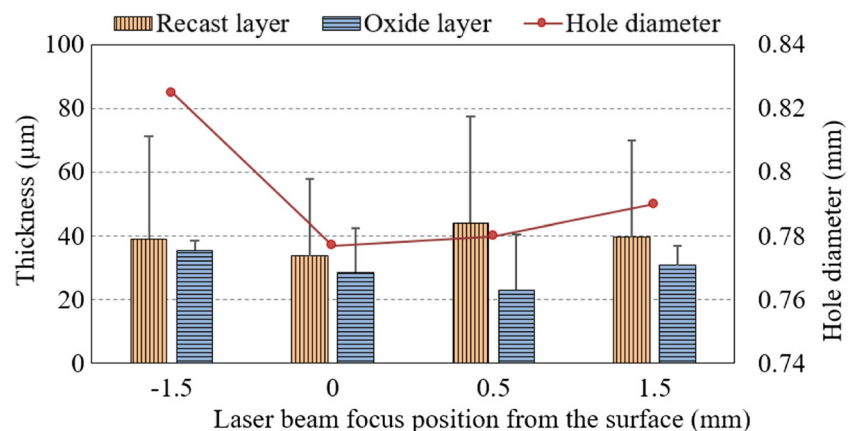 Recast layer Oxide layer Hole diameter
100 0.84
80 0.82
60 0.8
40 0.78
20 0.76
0 0.74
Thickness (µm)
Hole diameter (mm)
-1.5 0 0.5 1.5
Laser beam focus position from the surface (mm)